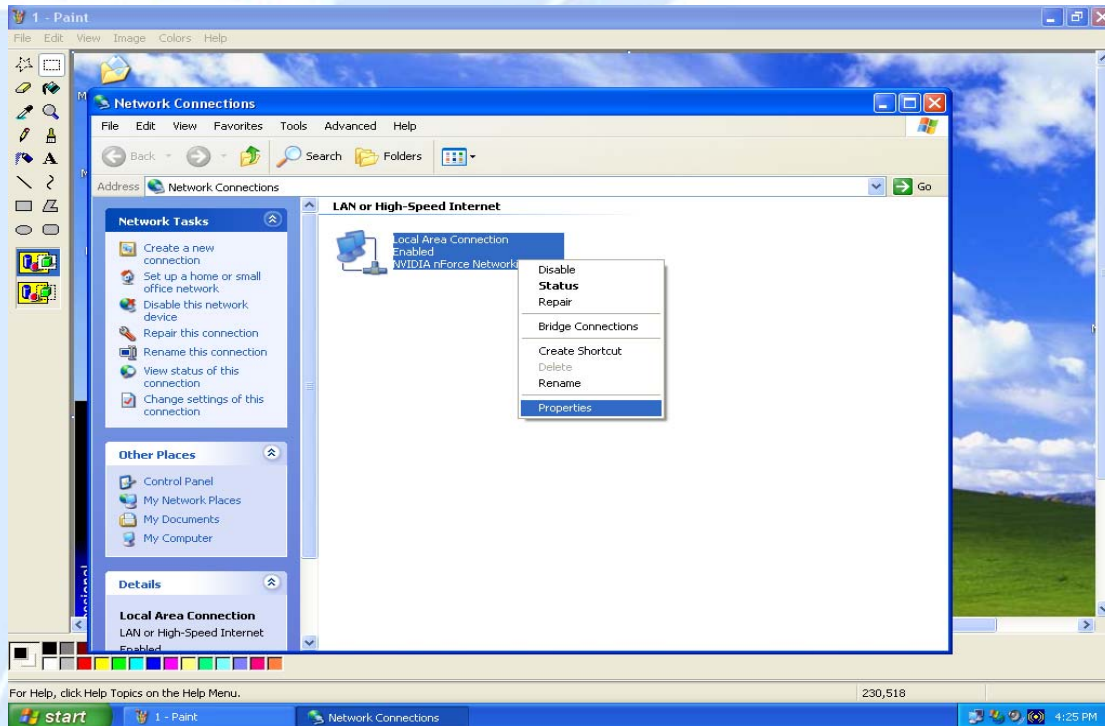 1 - Paint
File Edit View Image Colors Help
Network Connections
File Edit View Favorites Tools Advanced Help
Back Search Folders
Address Network Connections Go
Network Tasks
Create a new
connection
Set up a home or small
office network
Disable this network
device
Repair this connection
Rename this connection
View status of this
connection
Change settings of this
connection
Other Places
Control Panel
My Network Places
My Documents
My Computer
Details
Local Area Connection
LAN or High-Speed Internet
Enabled
LAN or High-Speed Internet
Local Area Connection
Enabled
NVIDIA nForce Networki
Disable
Status
Repair
Bridge Connections
Create Shortcut
Delete
Rename
Properties
For Help, click Help Topics on the Help Menu. 230,518
start 1 - Paint Network Connections 4:25 PM